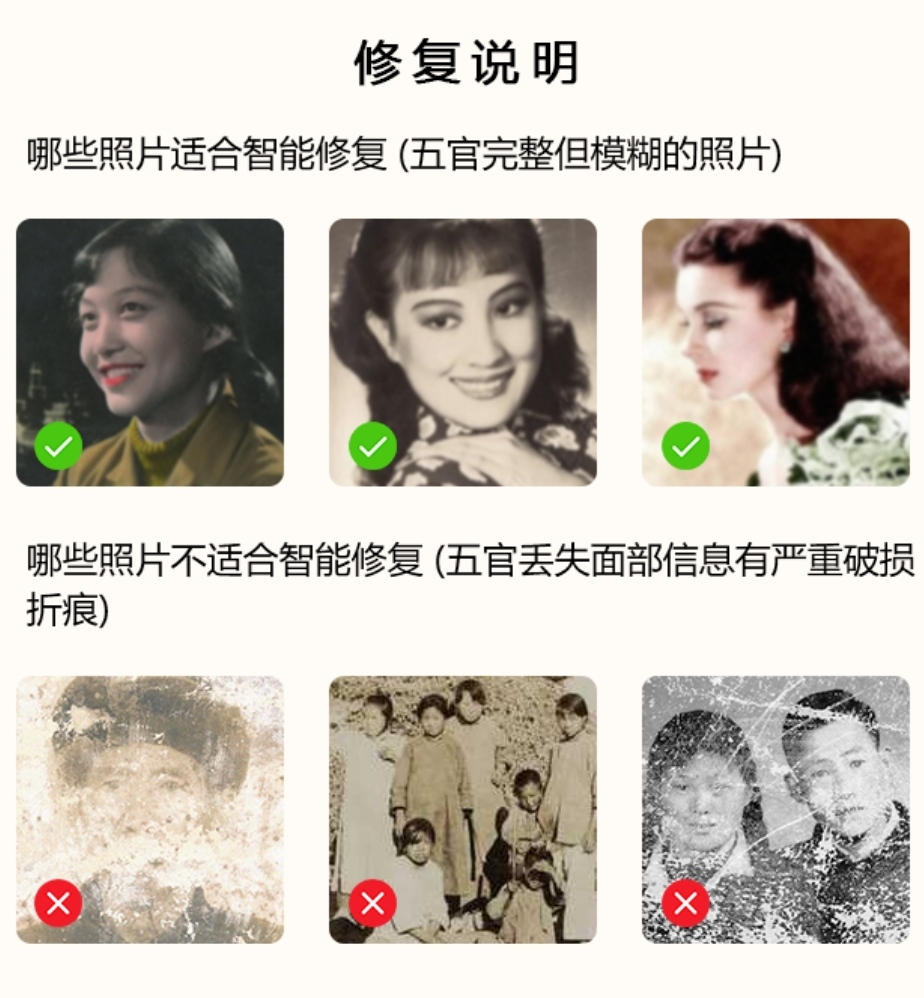 修复说明
哪些照片适合智能修复 (五官完整但模糊的照片)
哪些照片不适合智能修复 (五官丢失面部信息有严重破损
折痕)